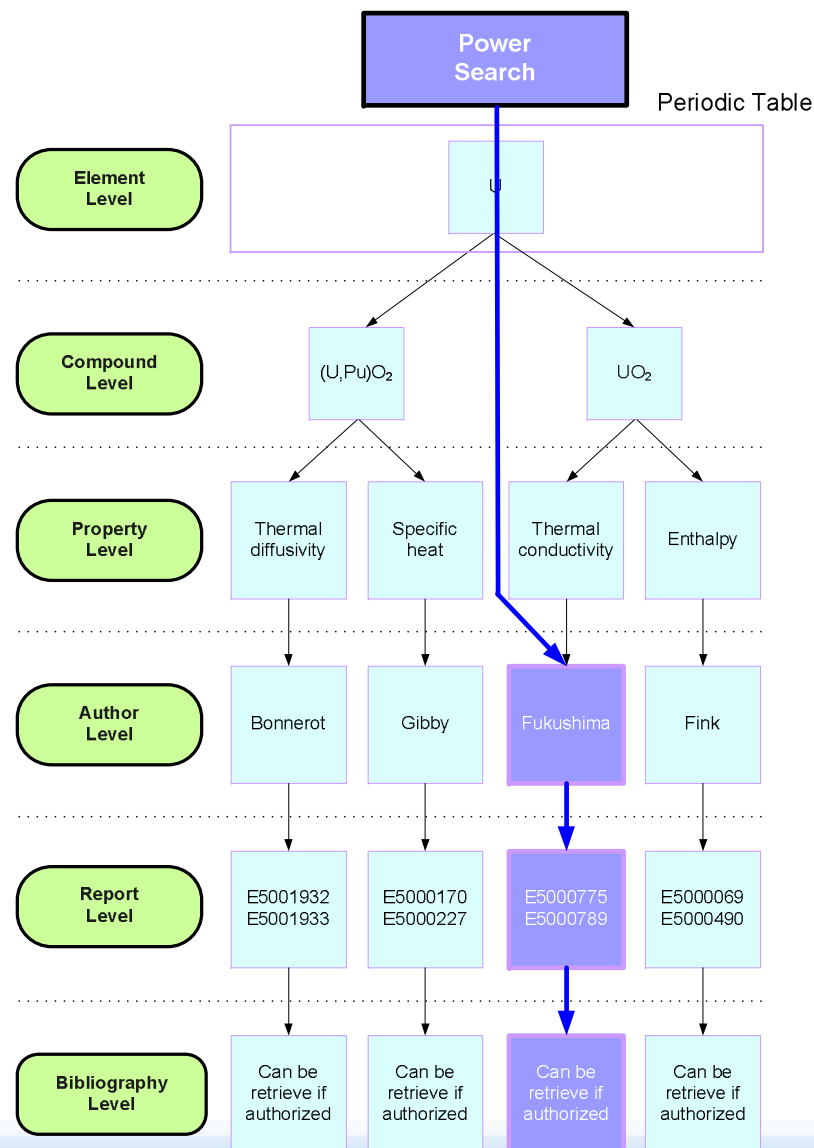 Power
Search
Periodic Table
Element
Level
U
Compound
Level
(U,Pu)O₂
UO₂
Property
Level
Thermal
diffusivity
Specific
heat
Thermal
conductivity
Enthalpy
Author
Level
Bonnerot
Gibby
Fukushima
Fink
Report
Level
E5001932
E5001933
E5000170
E5000227
E5000775
E5000789
E5000069
E5000490
Bibliography
Level
Can be
retrieve if
authorized
Can be
retrieve if
authorized
Can be
retrieve if
authorized
Can be
retrieve if
authorized